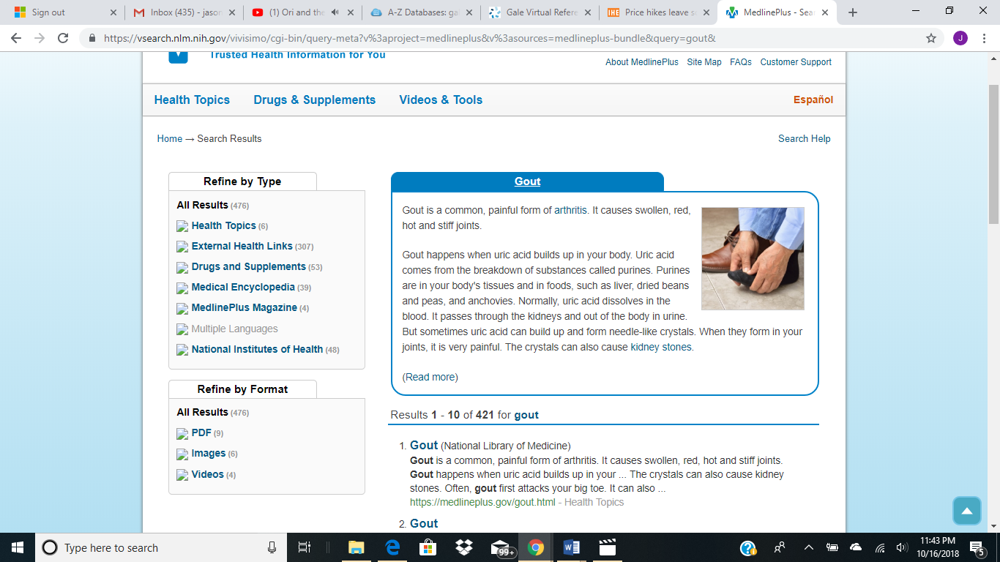 Sign out
Inbox (435) - jason
(1) Ori and the
A-Z Databases: gal
Gale Virtual Refere
Price hikes leave s
MedlinePlus - Sear
https://vsearch.nlm.nih.gov/vivisimo/cgi-bin/query-meta?v%3aproject=medlineplus&v%3asources=medlineplus-bundle&query=gout&
J
Trusted Health Information for You
About MedlinePlus Site Map FAQs Customer Support
Health Topics Drugs & Supplements Videos & Tools Español
Home → Search Results
Search Help
Refine by Type
All Results (476)
Health Topics (6)
External Health Links (307)
Drugs and Supplements (53)
Medical Encyclopedia (39)
MedlinePlus Magazine (4)
Multiple Languages
National Institutes of Health (48)
Refine by Format
All Results (476)
PDF (9)
Images (6)
Videos (4)
Gout
Gout is a common, painful form of arthritis. It causes swollen, red,
hot and stiff joints.
Gout happens when uric acid builds up in your body. Uric acid
comes from the breakdown of substances called purines. Purines
are in your body's tissues and in foods, such as liver, dried beans
and peas, and anchovies. Normally, uric acid dissolves in the
blood. It passes through the kidneys and out of the body in urine.
But sometimes uric acid can build up and form needle-like crystals. When they form in your
joints, it is very painful. The crystals can also cause kidney stones.
(Read more)
Results 1 - 10 of 421 for gout
1. Gout (National Library of Medicine)
Gout is a common, painful form of arthritis. It causes swollen, red, hot and stiff joints.
Gout happens when uric acid builds up in your ... The crystals can also cause kidney
stones. Often, gout first attacks your big toe. It can also ...
https://medlineplus.gov/gout.html - Health Topics
2. Gout
Type here to search
99+
11:43 PM
10/16/2018
5